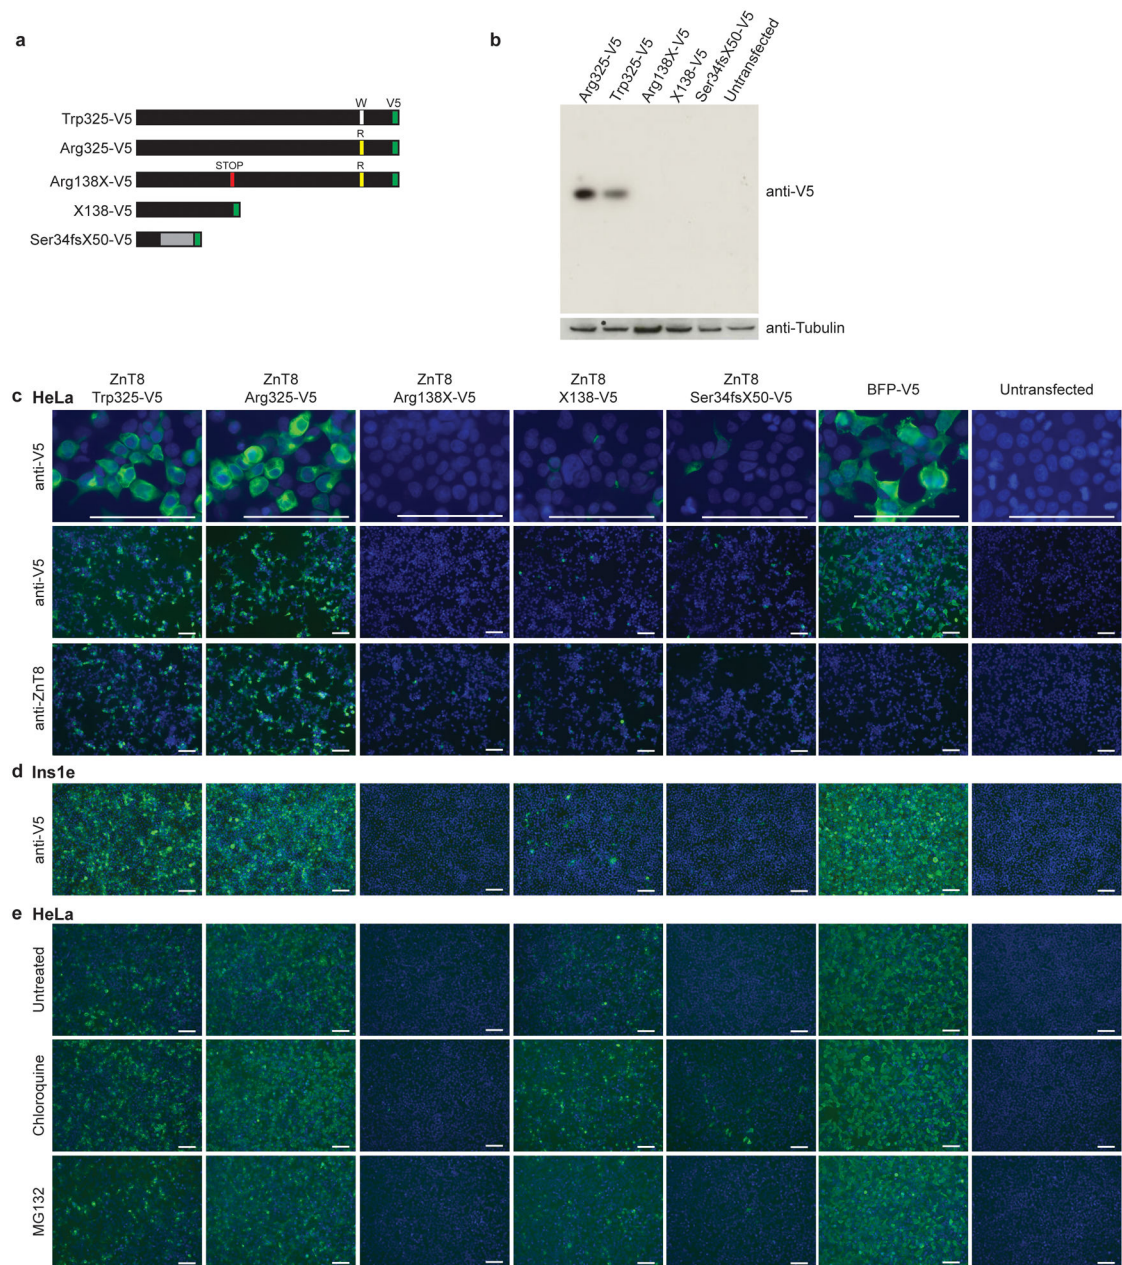 a
W
V5
Trp325-V5
R
Arg325-V5
STOP
R
Arg138X-V5
X138-V5
Ser34fsX50-V5
b
Arg325-V5
Trp325-V5
Arg138X-V5
X138-V5
Ser34fsX50-V5
Untransfected
anti-V5
anti-Tubulin
c HeLa
ZnT8
Trp325-V5
ZnT8
Arg325-V5
ZnT8
Arg138X-V5
ZnT8
X138-V5
ZnT8
Ser34fsX50-V5
BFP-V5
Untransfected
anti-V5
anti-V5
anti-ZnT8
d Ins1e
anti-V5
e HeLa
Untreated
Chloroquine
MG132